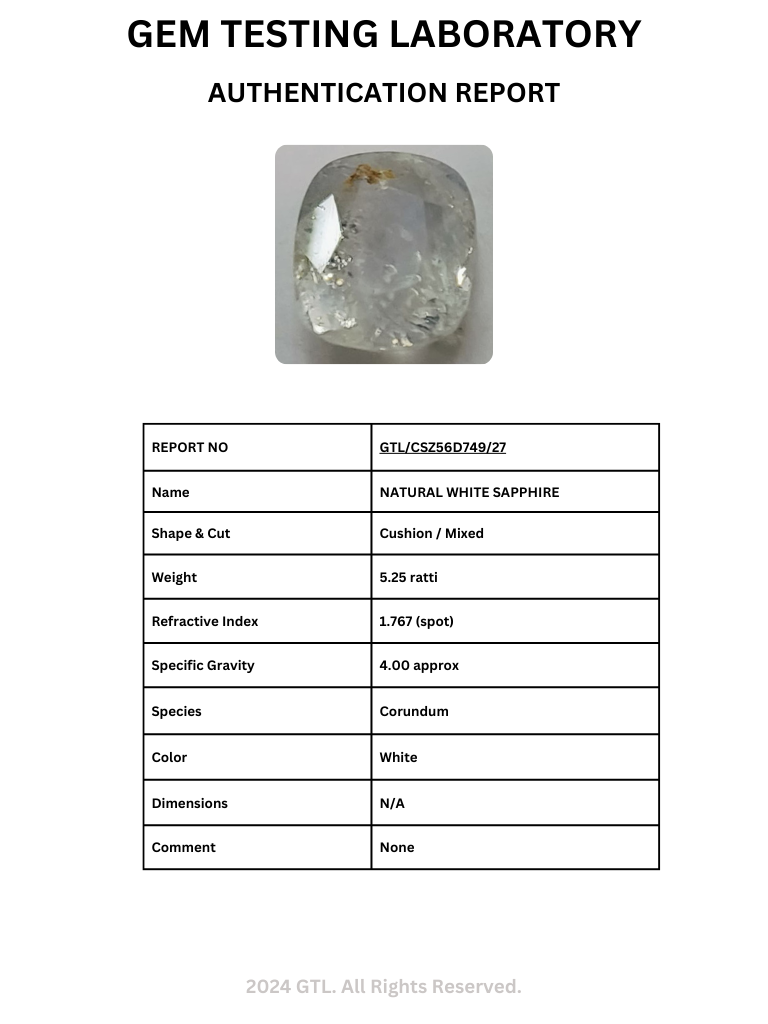 GEM TESTING LABORATORY
AUTHENTICATION REPORT
REPORT NO GTL/CSZ56D749/27
Name NATURAL WHITE SAPPHIRE
Shape & Cut Cushion / Mixed
Weight 5.25 ratti
Refractive Index 1.767 (spot)
Specific Gravity 4.00 approx
Species Corundum
Color White
Dimensions N/A
Comment None
2024 GTL. All Rights Reserved.